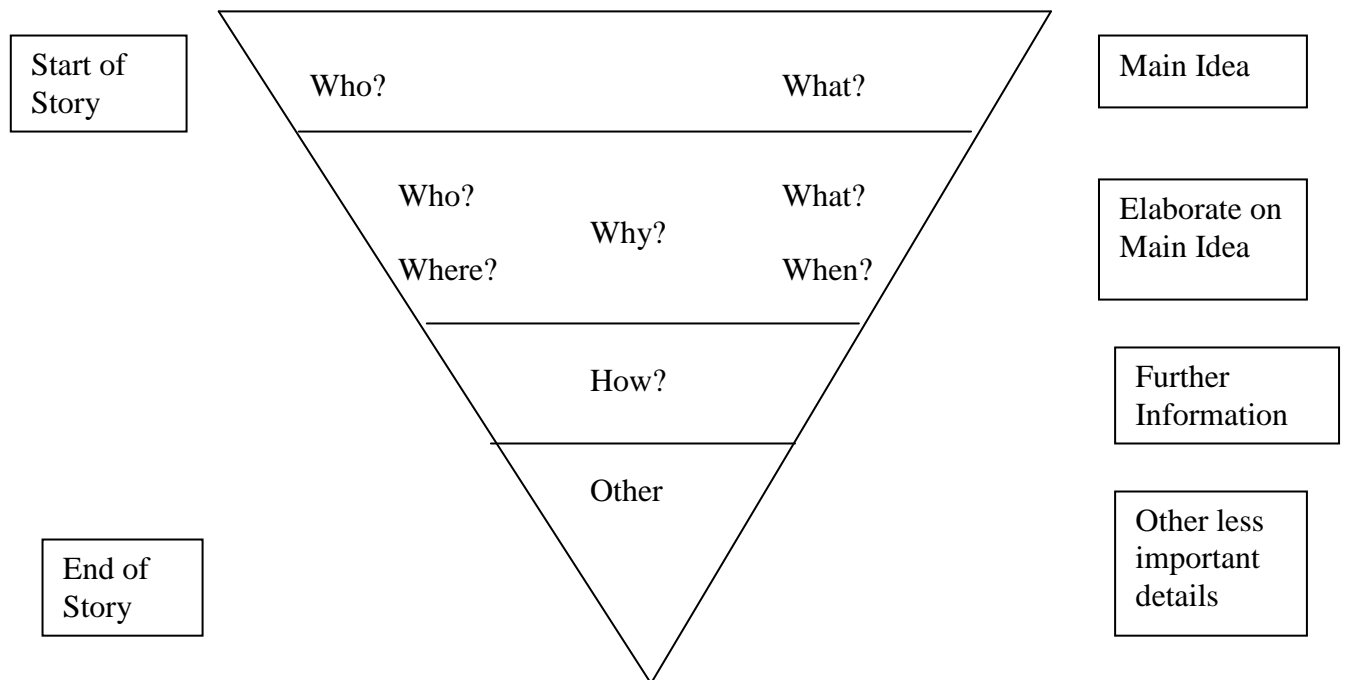 Start of
Story
Who? What?
Main Idea
Who? What?
Why?
Where? When?
Elaborate on
Main Idea
How?
Further
Information
Other
Other less
important
details
End of
Story